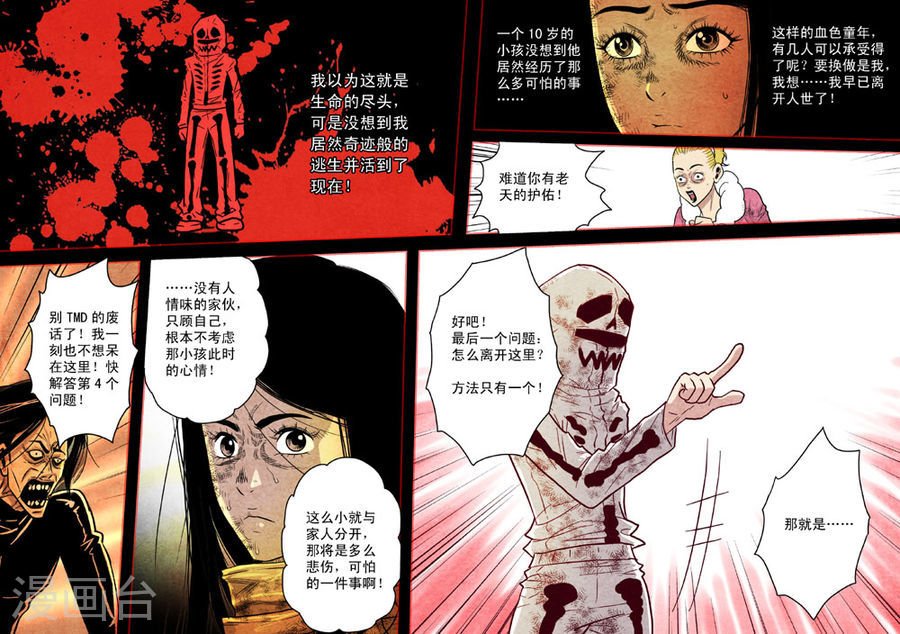 我以为这就是
生命的尽头，
可是没想到我
居然奇迹般的
逃生并活到了
现在！
一个10岁的
小孩没想到他
居然经历了那
么多可怕的事
……
这样的血色童年，
有几人可以承受得
了呢？要换做是我，
我想……我早已离
开人世了！
难道你有老
天的护佑！
别TMD的废
话了！我一
刻也不想呆
在这里！快
解答第4个
问题！
……没有人
情味的家伙，
只顾自己，
根本不考虑
那小孩此时
的心情！
这么小就与
家人分开，
那将是多么
悲伤，可怕
的一件事啊！
好吧！
最后一个问题：
怎么离开这里？
方法只有一个！
那就是……
漫画台